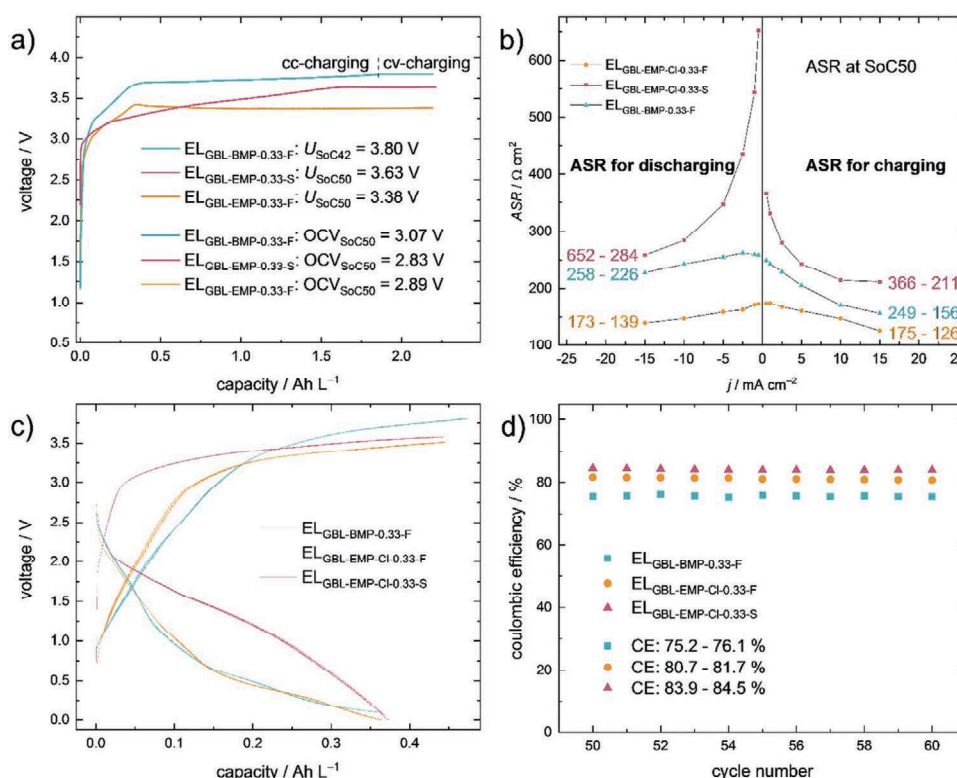 a)
cc-charging ¦ cv-charging
EL_GBL-BMP-0.33-F: U_SoC42 = 3.80 V
EL_GBL-EMP-0.33-S: U_SoC50 = 3.63 V
EL_GBL-EMP-0.33-F: U_SoC50 = 3.38 V
EL_GBL-BMP-0.33-F: OCV_SoC50 = 3.07 V
EL_GBL-EMP-0.33-S: OCV_SoC50 = 2.83 V
EL_GBL-EMP-0.33-F: OCV_SoC50 = 2.89 V
voltage / V
4.0
3.5
3.0
2.5
2.0
1.5
1.0
0.5
0.0
0.0 0.5 1.0 1.5 2.0
capacity / Ah L⁻¹
b)
EL_GBL-EMP-Cl-0.33-F
EL_GBL-EMP-Cl-0.33-S
EL_GBL-BMP-0.33-F
ASR at SoC50
ASR for discharging
ASR for charging
652 - 284
258 - 226
173 - 139
366 - 211
249 - 156
175 - 126
ASR / Ω cm²
600
500
400
300
200
100
-25 -20 -15 -10 -5 0 5 10 15 20 25
j / mA cm⁻²
c)
EL_GBL-BMP-0.33-F
EL_GBL-EMP-Cl-0.33-F
EL_GBL-EMP-Cl-0.33-S
voltage / V
3.5
3.0
2.5
2.0
1.5
1.0
0.5
0.0
0.0 0.1 0.2 0.3 0.4
capacity / Ah L⁻¹
d)
EL_GBL-BMP-0.33-F
EL_GBL-EMP-Cl-0.33-F
EL_GBL-EMP-Cl-0.33-S
CE: 75.2 - 76.1 %
CE: 80.7 - 81.7 %
CE: 83.9 - 84.5 %
coulombic efficiency / %
100
80
60
40
20
0
50 52 54 56 58 60
cycle number